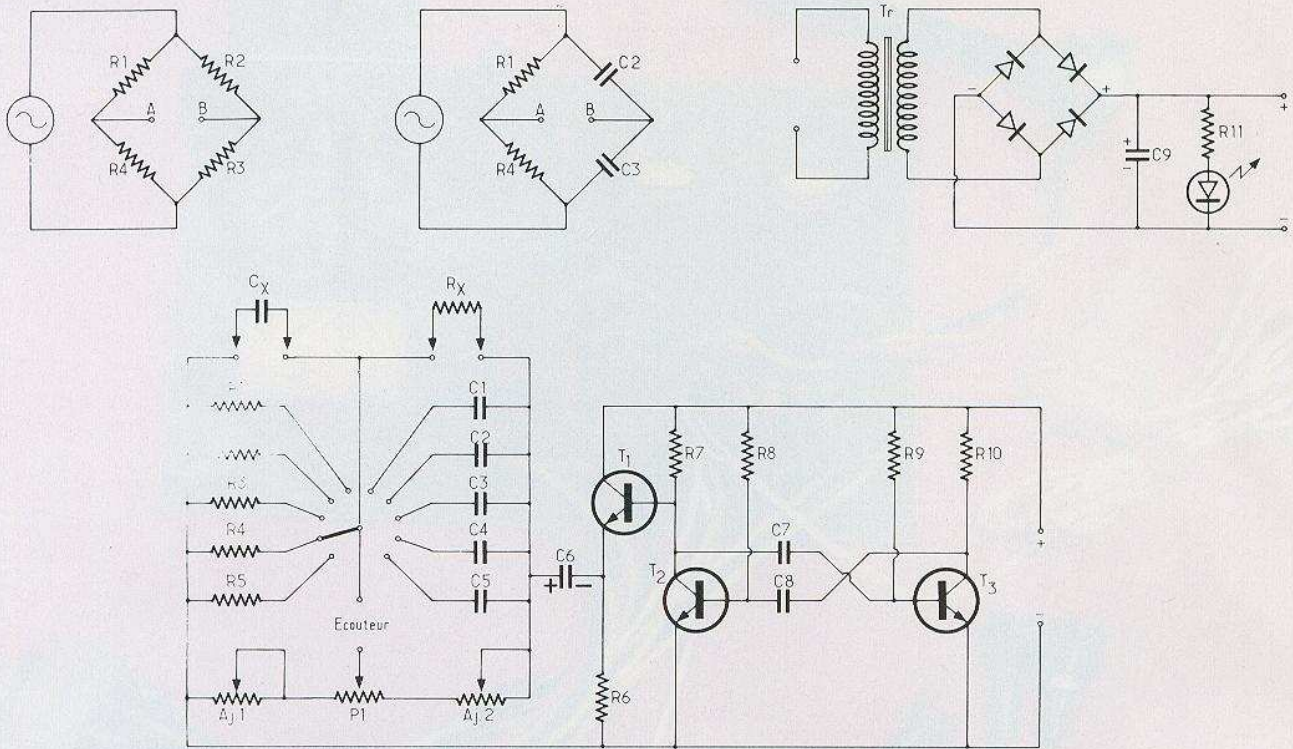 R1
R2
A
B
R4
R3
R1
C2
A
B
R4
C3
Tr
-
+
+
-
C9
R11
+
-
CX
RX
C1
C2
R3
C3
R4
C4
R5
C5
Ecouteur
Aj.1
P1
Aj.2
C6
+
-
R6
T1
R7
R8
R9
R10
C7
C8
T2
T3
+
-